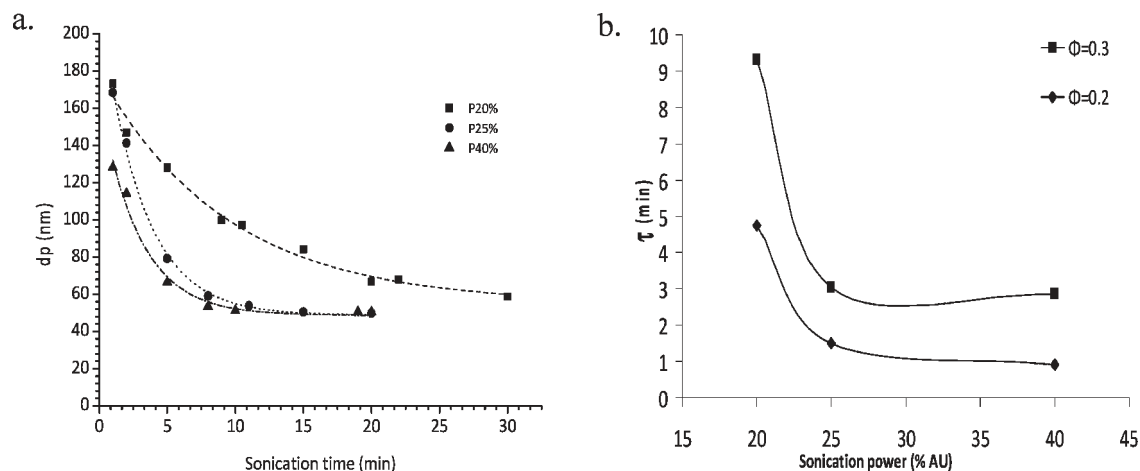 a.
200
180
160
140
120
100
80
60
40
20
0
dp (nm)
0 5 10 15 20 25 30
Sonication time (min)
P20%
P25%
P40%
b.
10
9
8
7
6
5
4
3
2
1
0
τ (min)
15 20 25 30 35 40 45
Sonication power (% AU)
Φ=0.3
Φ=0.2